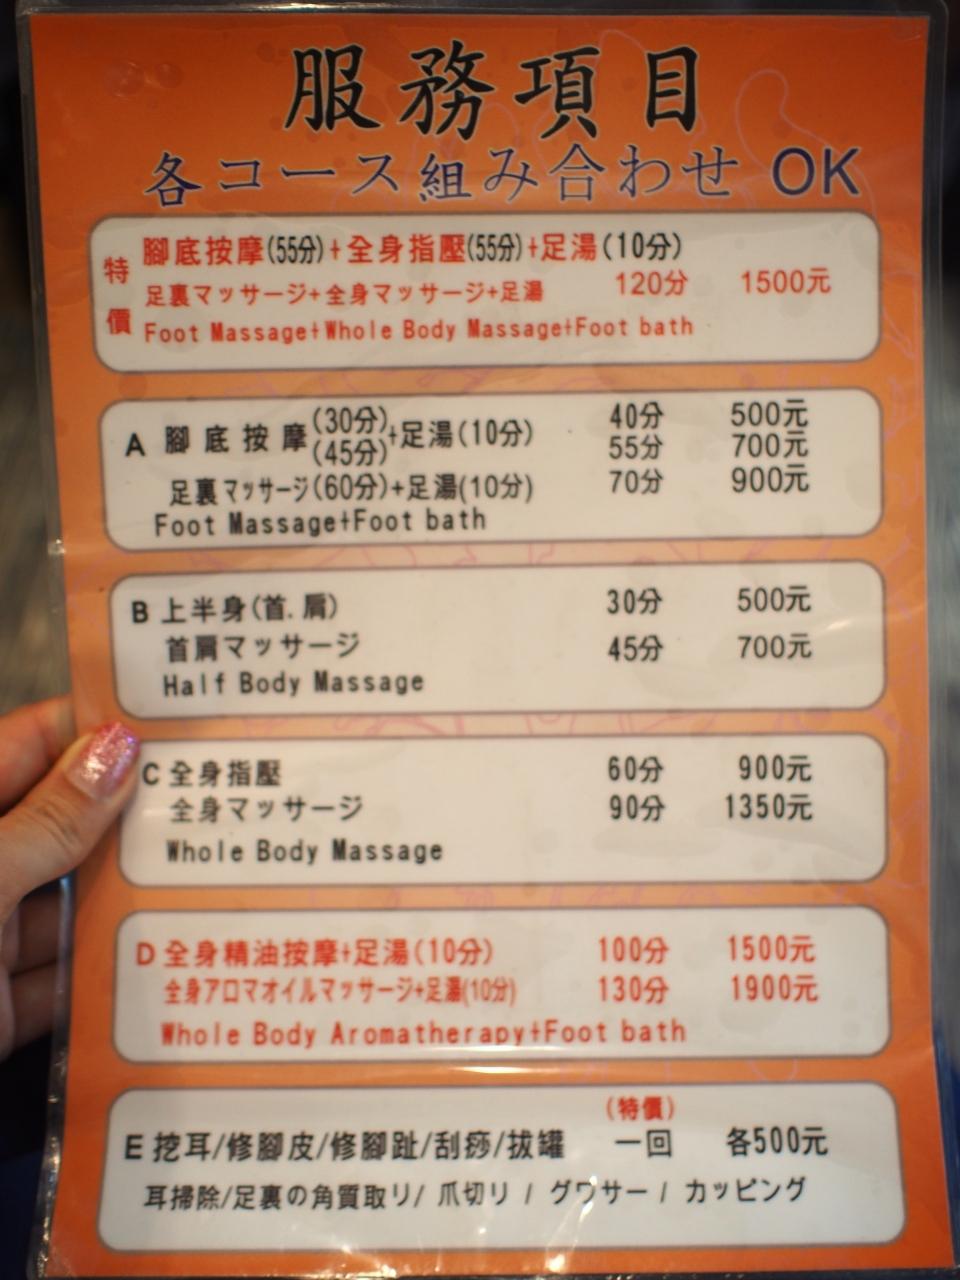 服務項目
各コース組み合わせ OK
特價
腳底按摩(55分)+全身指壓(55分)+足湯(10分)
足裏マッサージ+全身マッサージ+足湯 120分 1500元
Foot Massage+Whole Body Massage+Foot bath
A 腳底按摩(30分)(45分)+足湯(10分) 40分 500元
55分 700元
足裏マッサージ(60分)+足湯(10分) 70分 900元
Foot Massage+Foot bath
B 上半身(首.肩) 30分 500元
首肩マッサージ 45分 700元
Half Body Massage
C 全身指壓 60分 900元
全身マッサージ 90分 1350元
Whole Body Massage
D 全身精油按摩+足湯(10分) 100分 1500元
全身アロマオイルマッサージ+足湯(10分) 130分 1900元
Whole Body Aromatherapy+Foot bath
(特價)
E 挖耳/修腳皮/修腳趾/刮痧/拔罐 一回 各500元
耳掃除/足裏の角質取リ/ 爪切リ / グワサー / カッピング